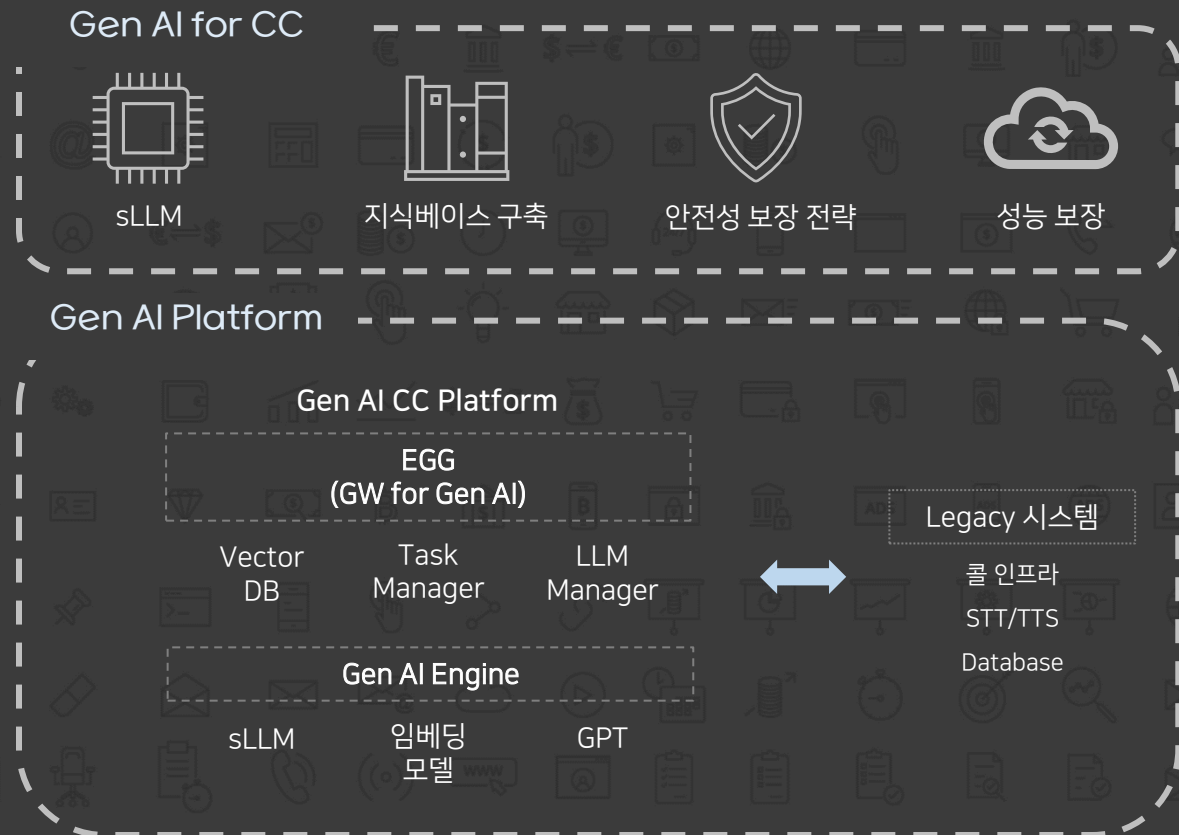 Gen AI for CC
sLLM
지식베이스 구축
안전성 보장 전략
성능 보장
Gen AI Platform
Gen AI CC Platform
EGG
(GW for Gen AI)
Vector
DB
Task
Manager
LLM
Manager
Gen AI Engine
sLLM
임베딩
모델
GPT
Legacy 시스템
콜 인프라
STT/TTS
Database